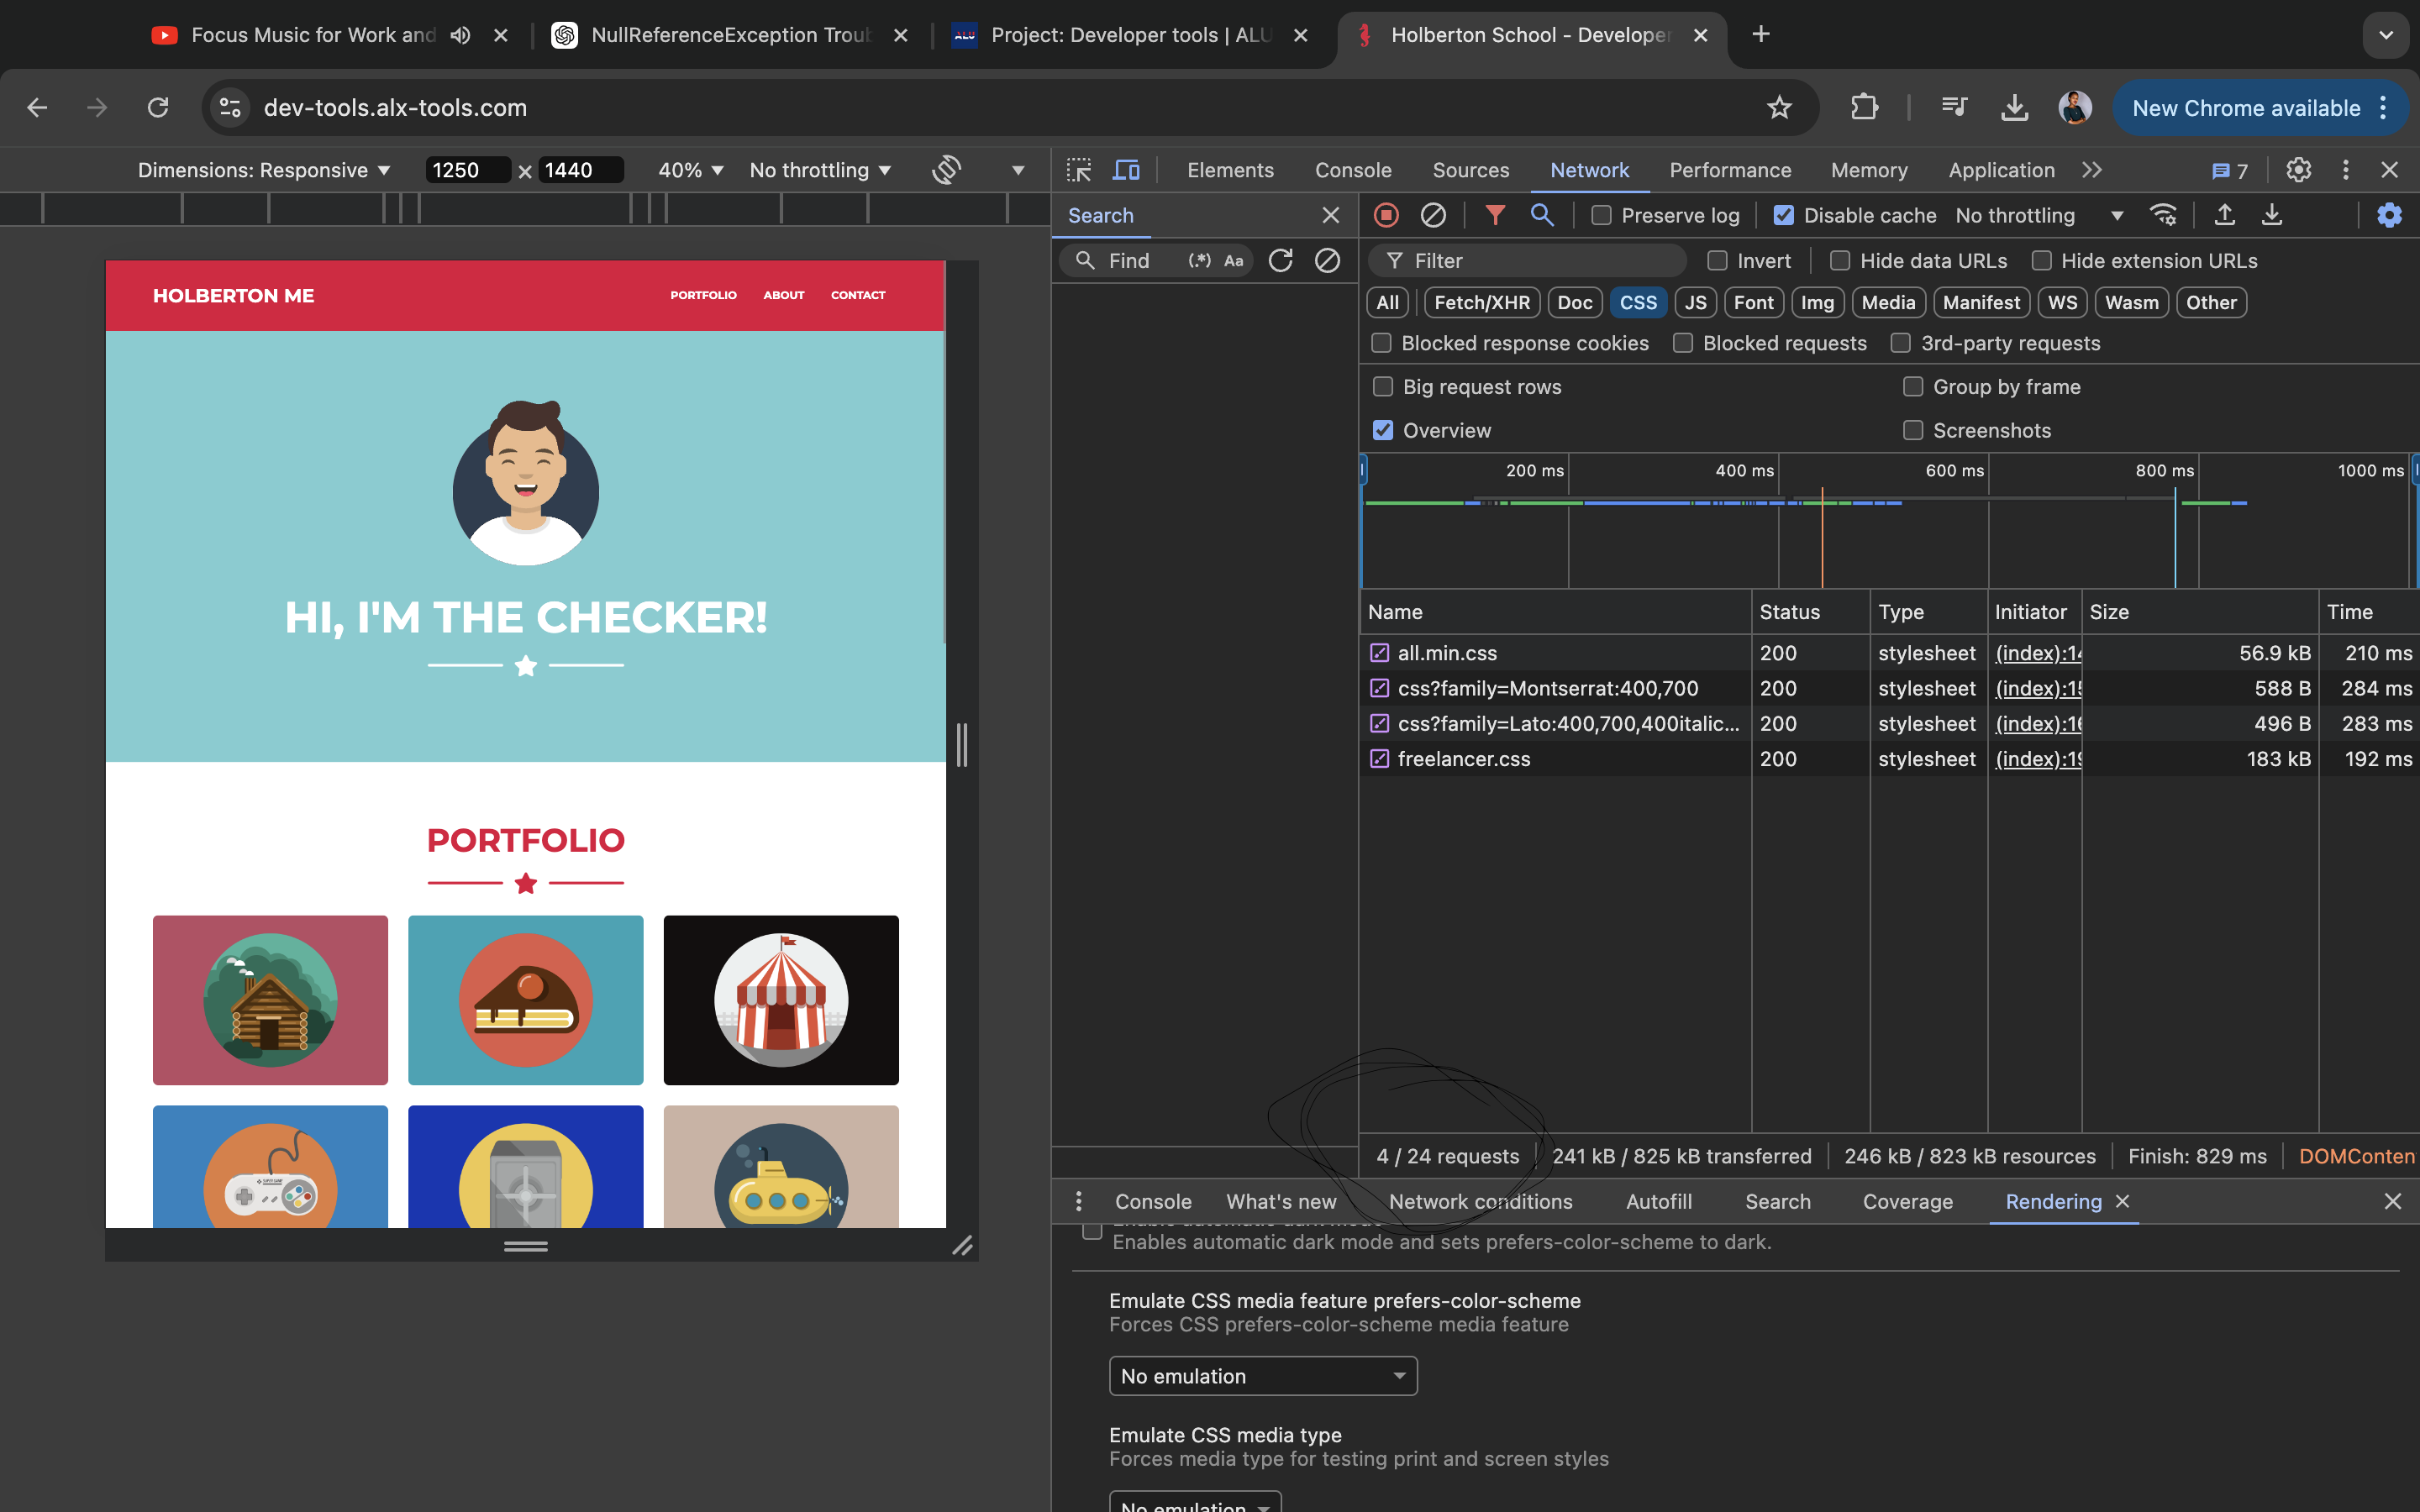 Focus Music for Work and
NullReferenceException Troub
ALU
Project: Developer tools | ALU
Holberton School - Developer
dev-tools.alx-tools.com
New Chrome available
Dimensions: Responsive
1250 × 1440
40%
No throttling
Elements
Console
Sources
Network
Performance
Memory
Application
7
Search
Preserve log
Disable cache
No throttling
Find
(.*)
Aa
Filter
Invert
Hide data URLs
Hide extension URLs
All
Fetch/XHR
Doc
CSS
JS
Font
Img
Media
Manifest
WS
Wasm
Other
Blocked response cookies
Blocked requests
3rd-party requests
Big request rows
Group by frame
Overview
Screenshots
200 ms
400 ms
600 ms
800 ms
1000 ms
Name Status Type Initiator Size Time
all.min.css 200 stylesheet (index):14 56.9 kB 210 ms
css?family=Montserrat:400,700 200 stylesheet (index):15 588 B 284 ms
css?family=Lato:400,700,400italic... 200 stylesheet (index):16 496 B 283 ms
freelancer.css 200 stylesheet (index):19 183 kB 192 ms
4 / 24 requests
241 kB / 825 kB transferred
246 kB / 823 kB resources
Finish: 829 ms
DOMConten
Console
What's new
Network conditions
Autofill
Search
Coverage
Rendering
Enable automatic dark mode
Enables automatic dark mode and sets prefers-color-scheme to dark.
Emulate CSS media feature prefers-color-scheme
Forces CSS prefers-color-scheme media feature
No emulation
Emulate CSS media type
Forces media type for testing print and screen styles
No emulation
HOLBERTON ME
PORTFOLIO
ABOUT
CONTACT
HI, I'M THE CHECKER!
PORTFOLIO